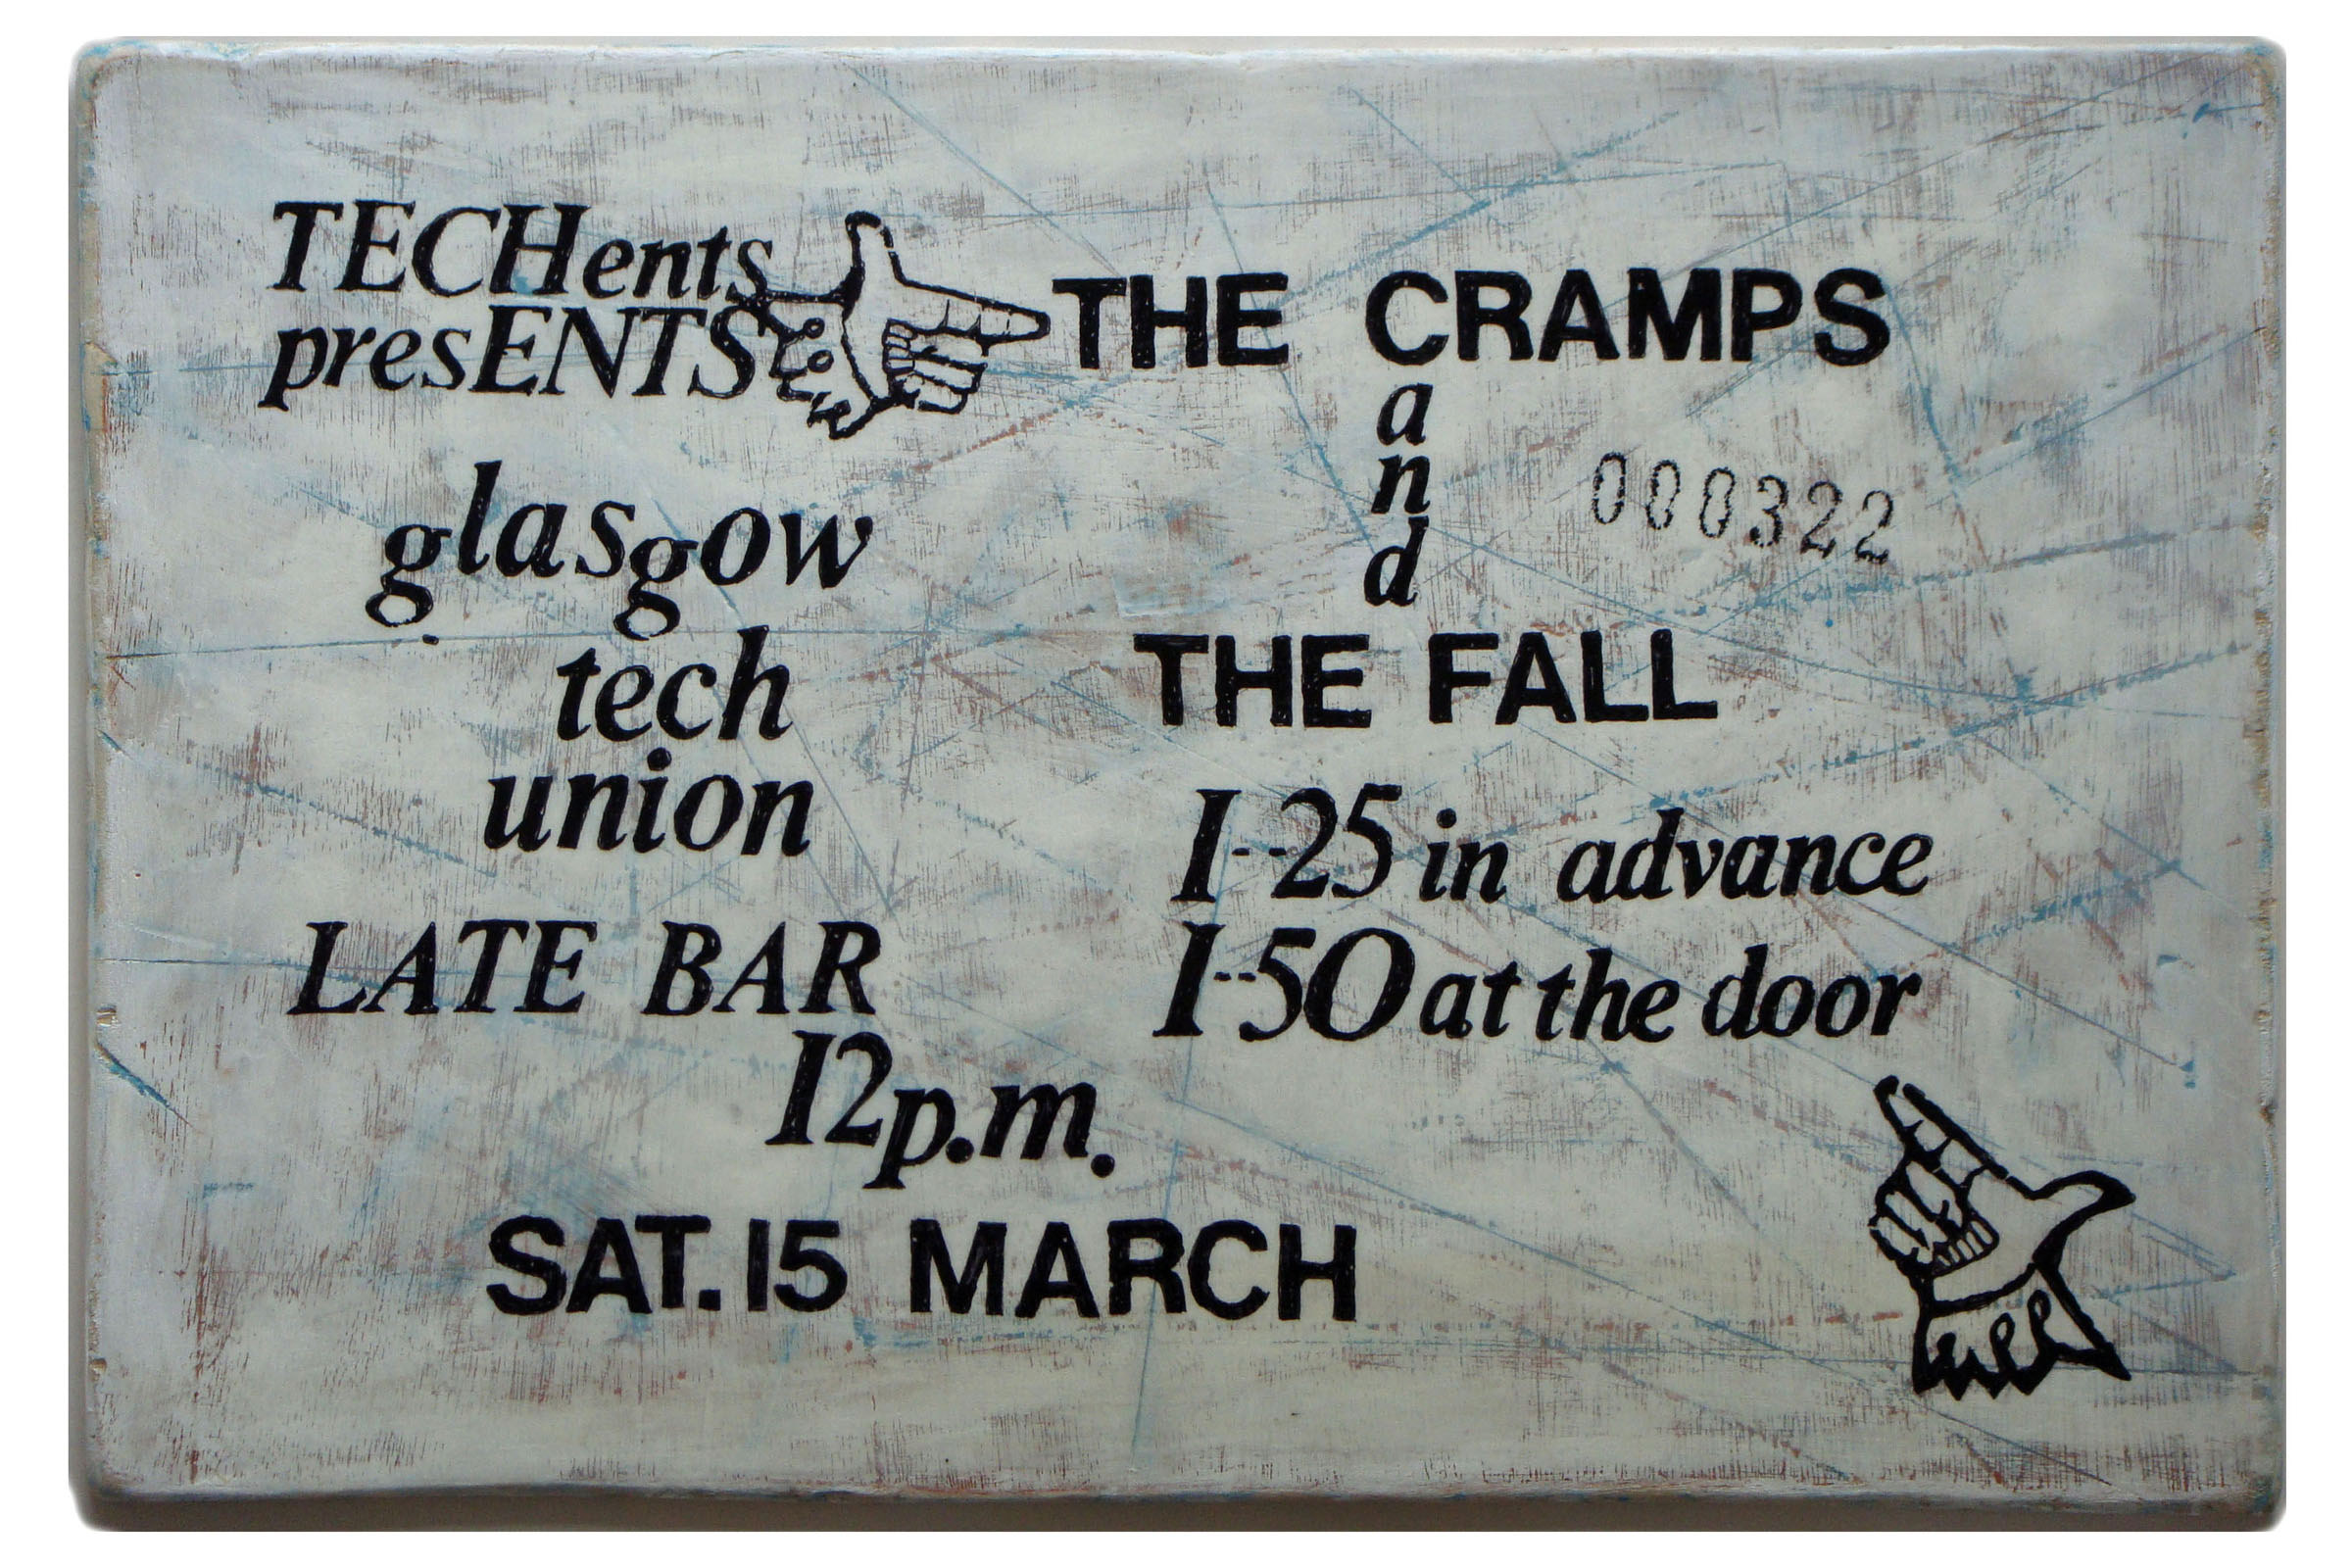 TECHents
presENTS
glasgow
tech
union
LATE BAR
12p.m.
THE CRAMPS
and
000322
THE FALL
1-25 in advance
1-50 at the door
SAT. 15 MARCH